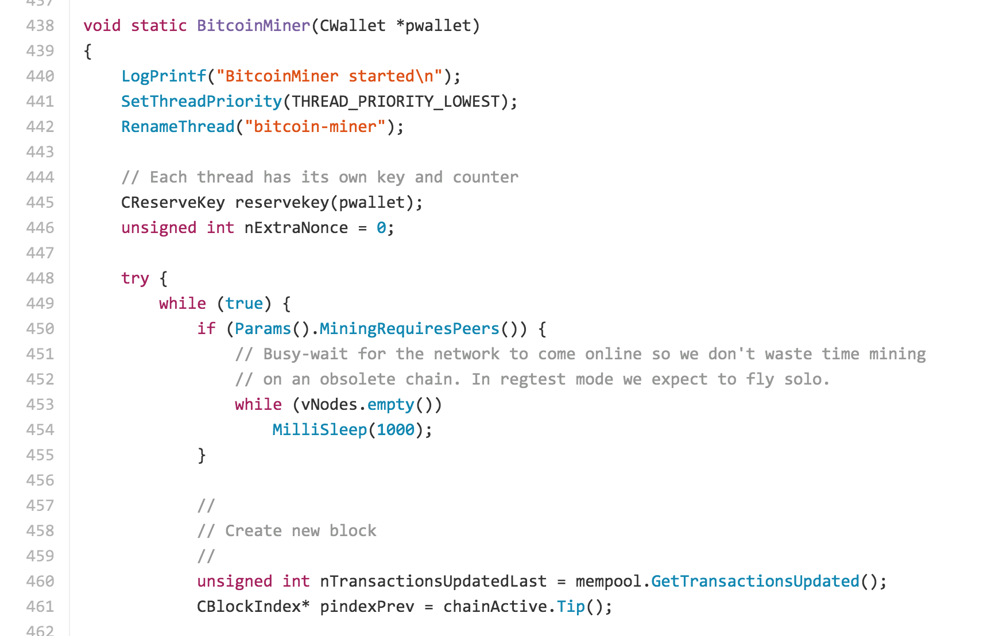 437
438 void static BitcoinMiner(CWallet *pwallet)
439 {
440     LogPrintf("BitcoinMiner started\n");
441     SetThreadPriority(THREAD_PRIORITY_LOWEST);
442     RenameThread("bitcoin-miner");
443
444     // Each thread has its own key and counter
445     CReserveKey reservekey(pwallet);
446     unsigned int nExtraNonce = 0;
447
448     try {
449         while (true) {
450             if (Params().MiningRequiresPeers()) {
451                 // Busy-wait for the network to come online so we don't waste time mining
452                 // on an obsolete chain. In regtest mode we expect to fly solo.
453                 while (vNodes.empty())
454                     MilliSleep(1000);
455             }
456
457             //
458             // Create new block
459             //
460             unsigned int nTransactionsUpdatedLast = mempool.GetTransactionsUpdated();
461             CBlockIndex* pindexPrev = chainActive.Tip();
462